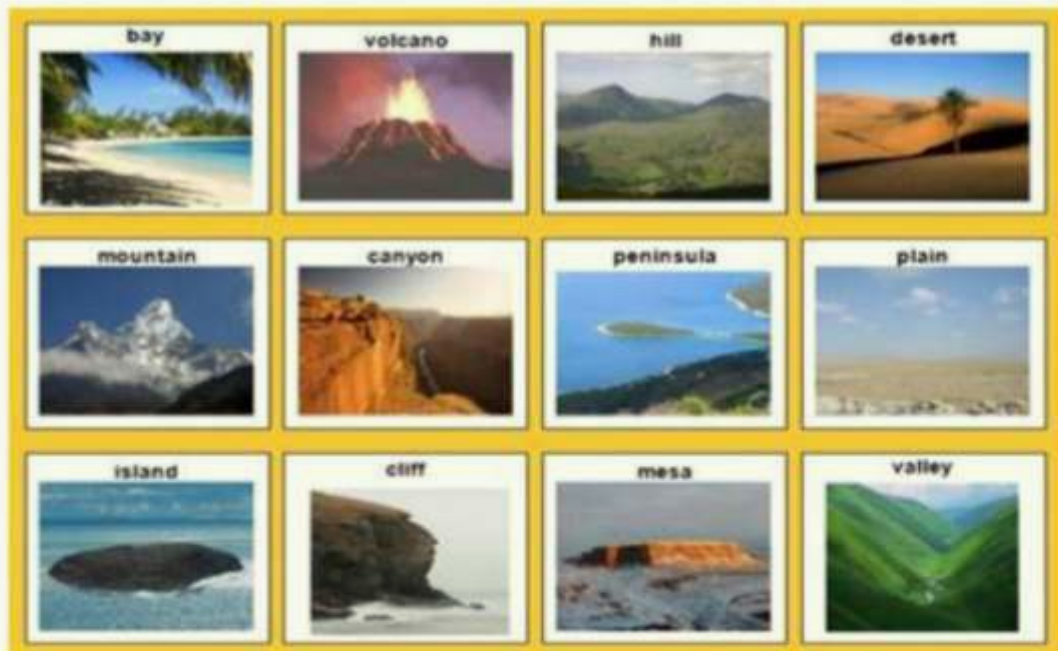 bay
volcano
hill
desert
mountain
canyon
peninsula
plain
island
cliff
mesa
valley